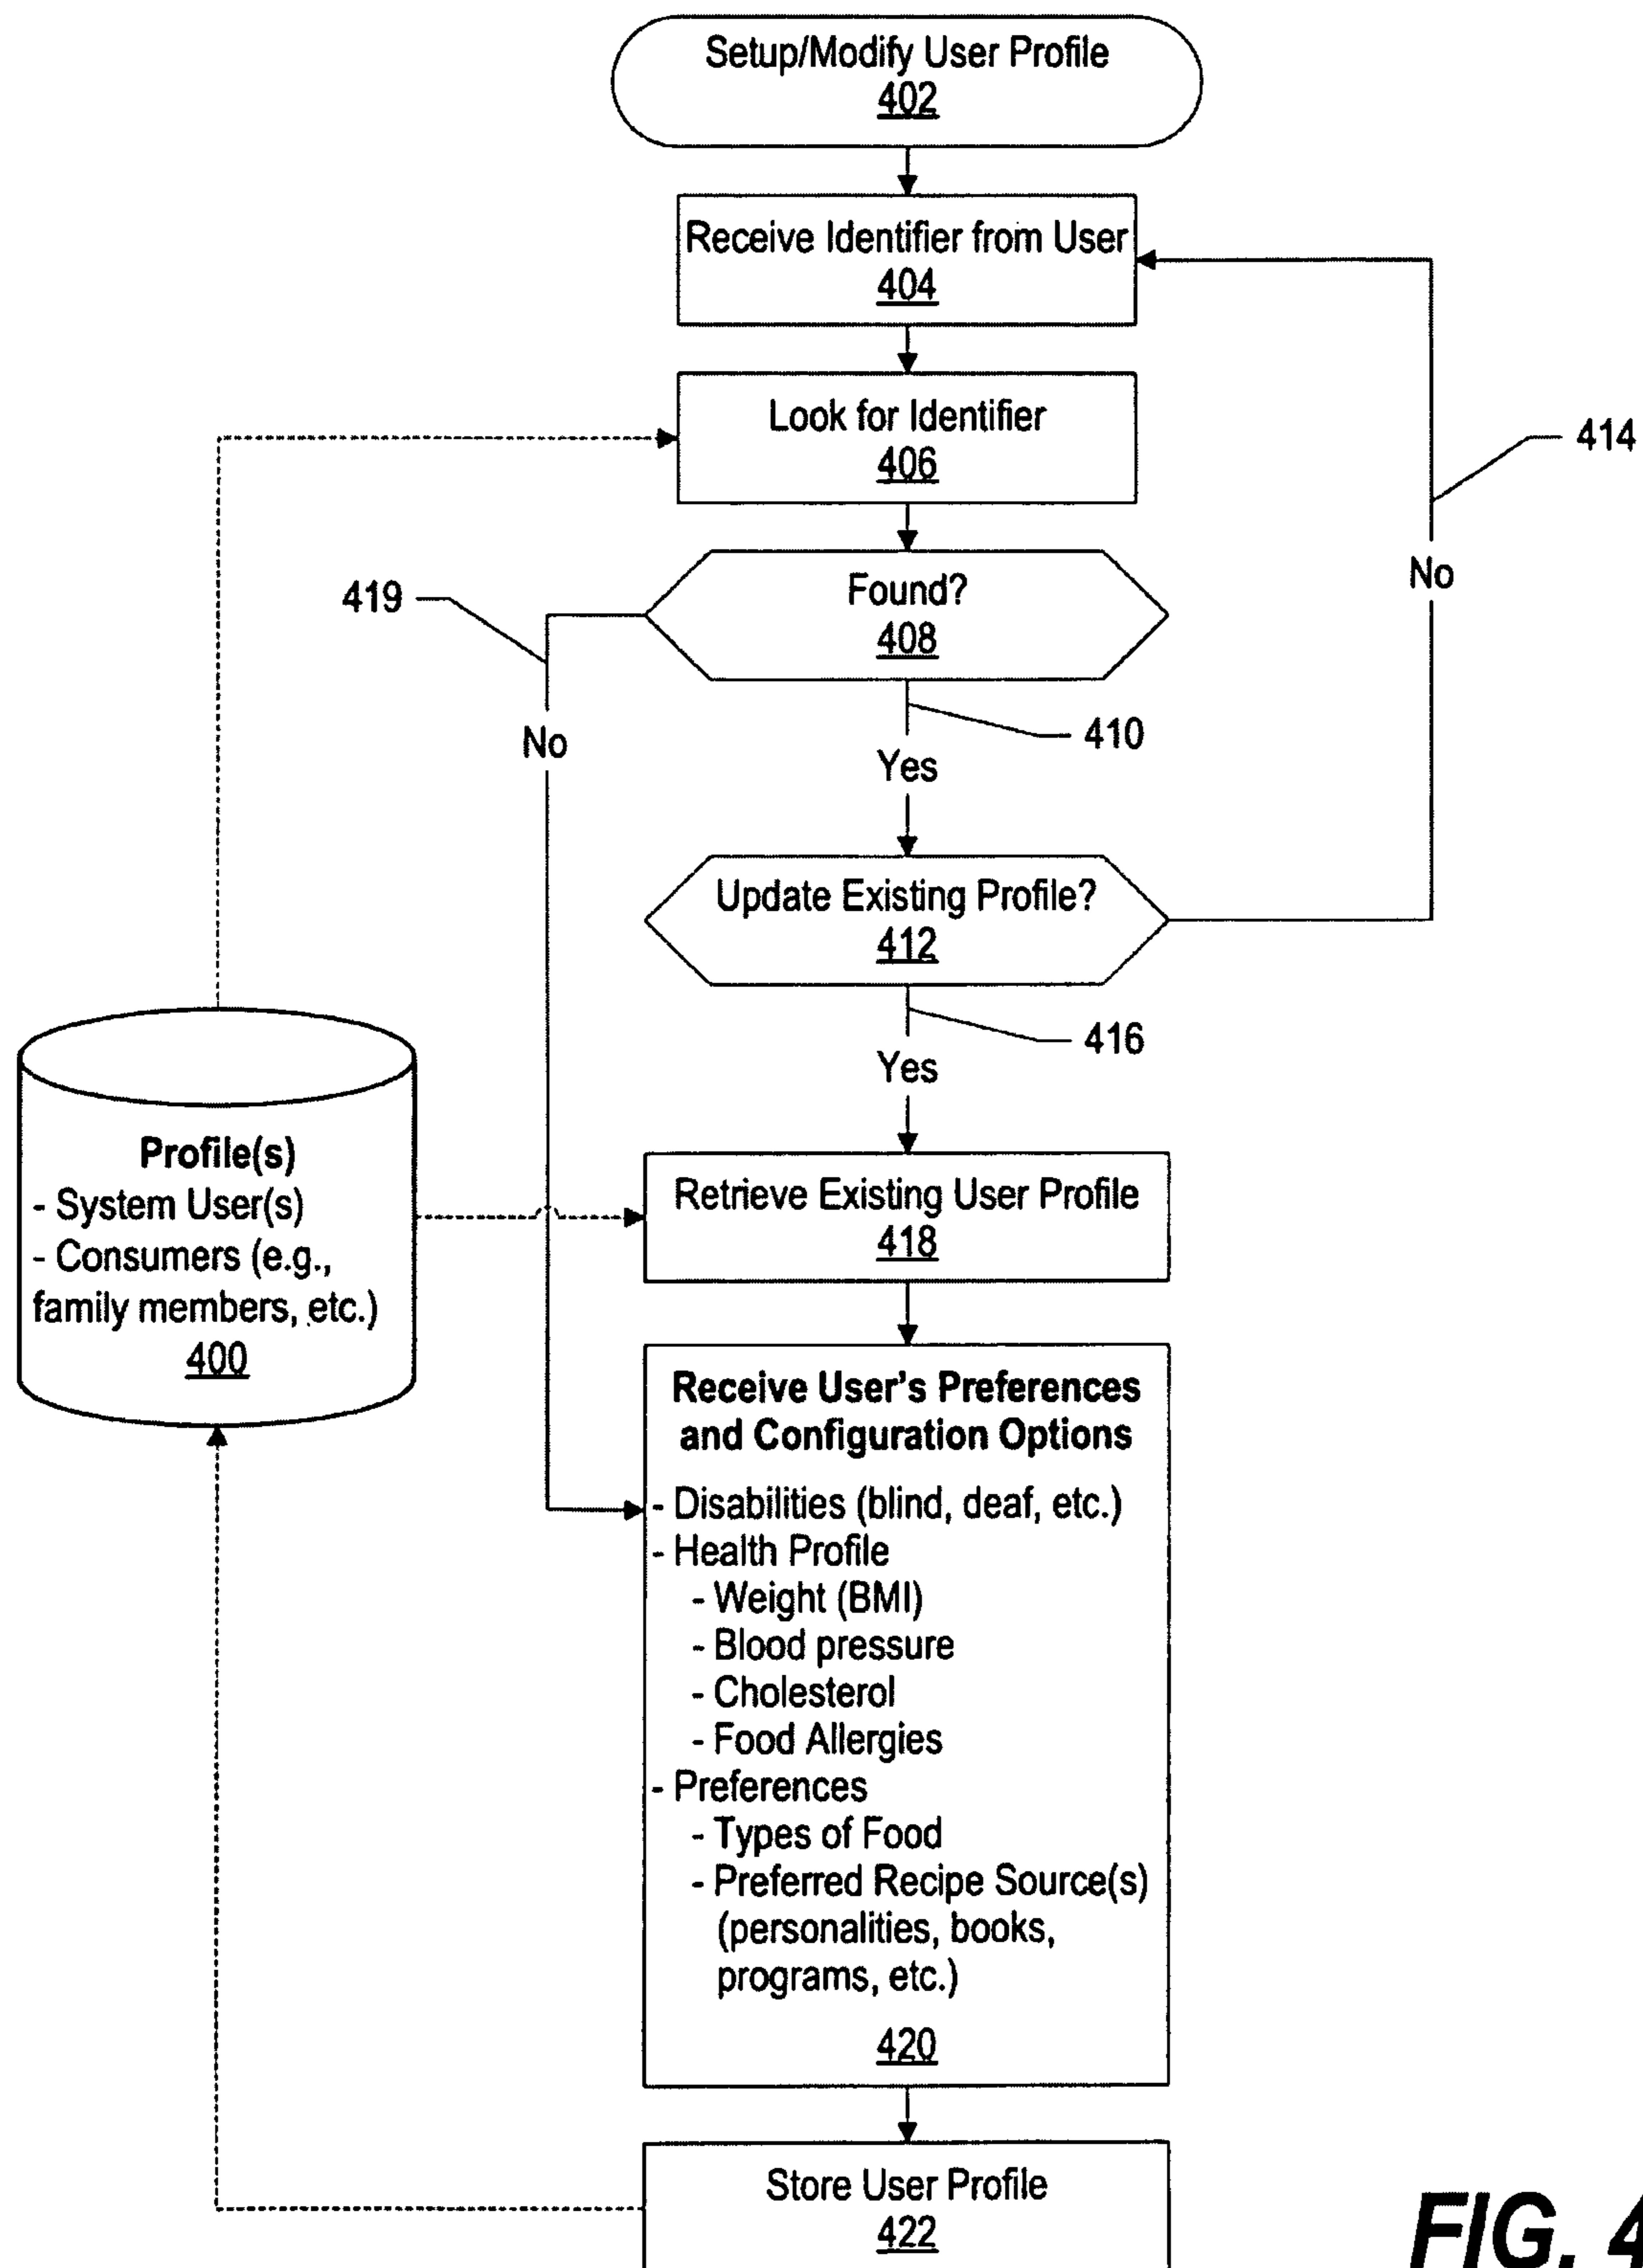 Setup/Modify User Profile
402
Receive Identifier from User
404
Look for Identifier
406
414
No
Found?
408
419
No
410
Yes
Update Existing Profile?
412
416
Yes
Profile(s)
- System User(s)
- Consumers (e.g.,
family members, etc.)
400
Retrieve Existing User Profile
418
Receive User's Preferences
and Configuration Options
- Disabilities (blind, deaf, etc.)
- Health Profile
- Weight (BMI)
- Blood pressure
- Cholesterol
- Food Allergies
- Preferences
- Types of Food
- Preferred Recipe Source(s)
(personalities, books,
programs, etc.)
420
Store User Profile
422
FIG. 4